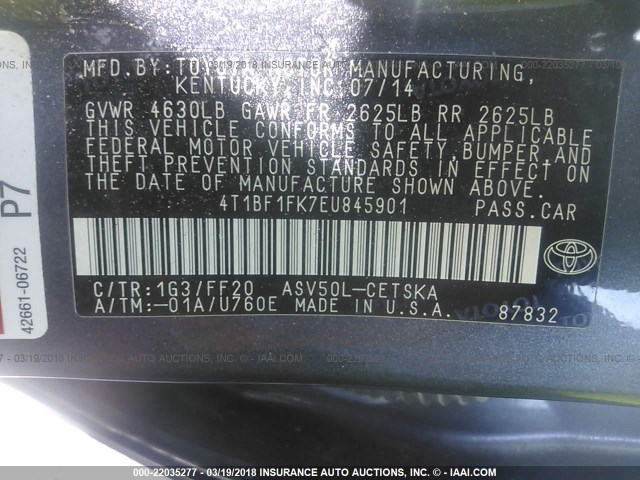 MFD. BY: MANUFACTURING,
KENTUCKY, INC. 07/14
GVWR 4630LB GAWR FR 2625LB RR 2625LB
THIS VEHICLE CONFORMS TO ALL APPLICABLE
FEDERAL MOTOR VEHICLE SAFETY, BUMPER, AND
THEFT PREVENTION STANDARDS IN EFFECT ON
THE DATE OF MANUFACTURE SHOWN ABOVE.
4T1BF1FK7EU845901 PASS.CAR
C/TR:1G3/FF20 ASV50L-CETSKA
A/TM:-01A/U760E MADE IN U.S.A. 87832
TOYOTA
P7
42661-06722
000-22035277 - 03/19/2018 INSURANCE AUTO AUCTIONS, INC. © - IAAI.COM